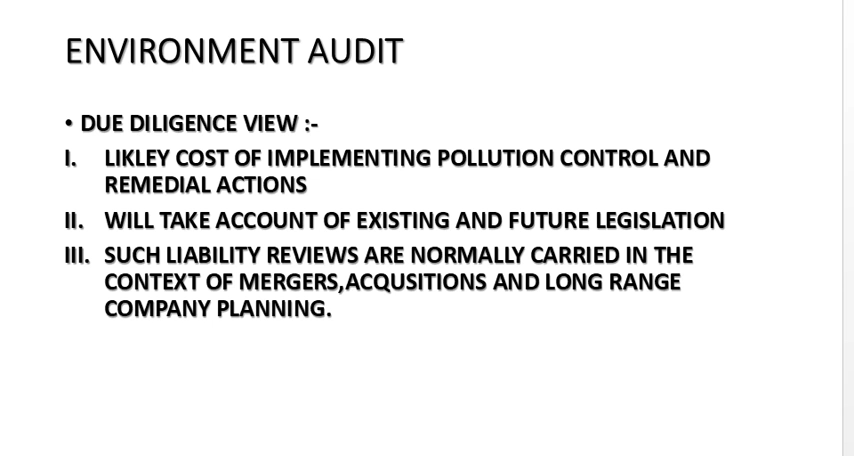 ENVIRONMENT AUDIT
• DUE DILIGENCE VIEW :-
I. LIKLEY COST OF IMPLEMENTING POLLUTION CONTROL AND
REMEDIAL ACTIONS
II. WILL TAKE ACCOUNT OF EXISTING AND FUTURE LEGISLATION
III. SUCH LIABILITY REVIEWS ARE NORMALLY CARRIED IN THE
CONTEXT OF MERGERS,ACQUSITIONS AND LONG RANGE
COMPANY PLANNING.